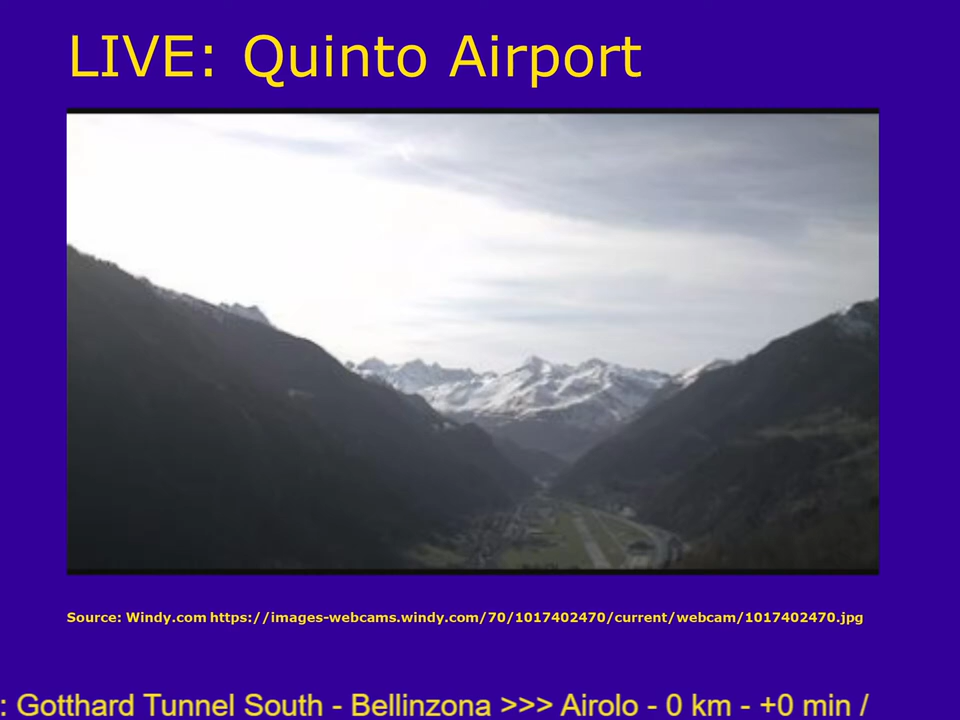 LIVE: Quinto Airport
Source: Windy.com https://images-webcams.windy.com/70/1017402470/current/webcam/1017402470.jpg
: Gotthard Tunnel South - Bellinzona >>> Airolo - 0 km - +0 min /